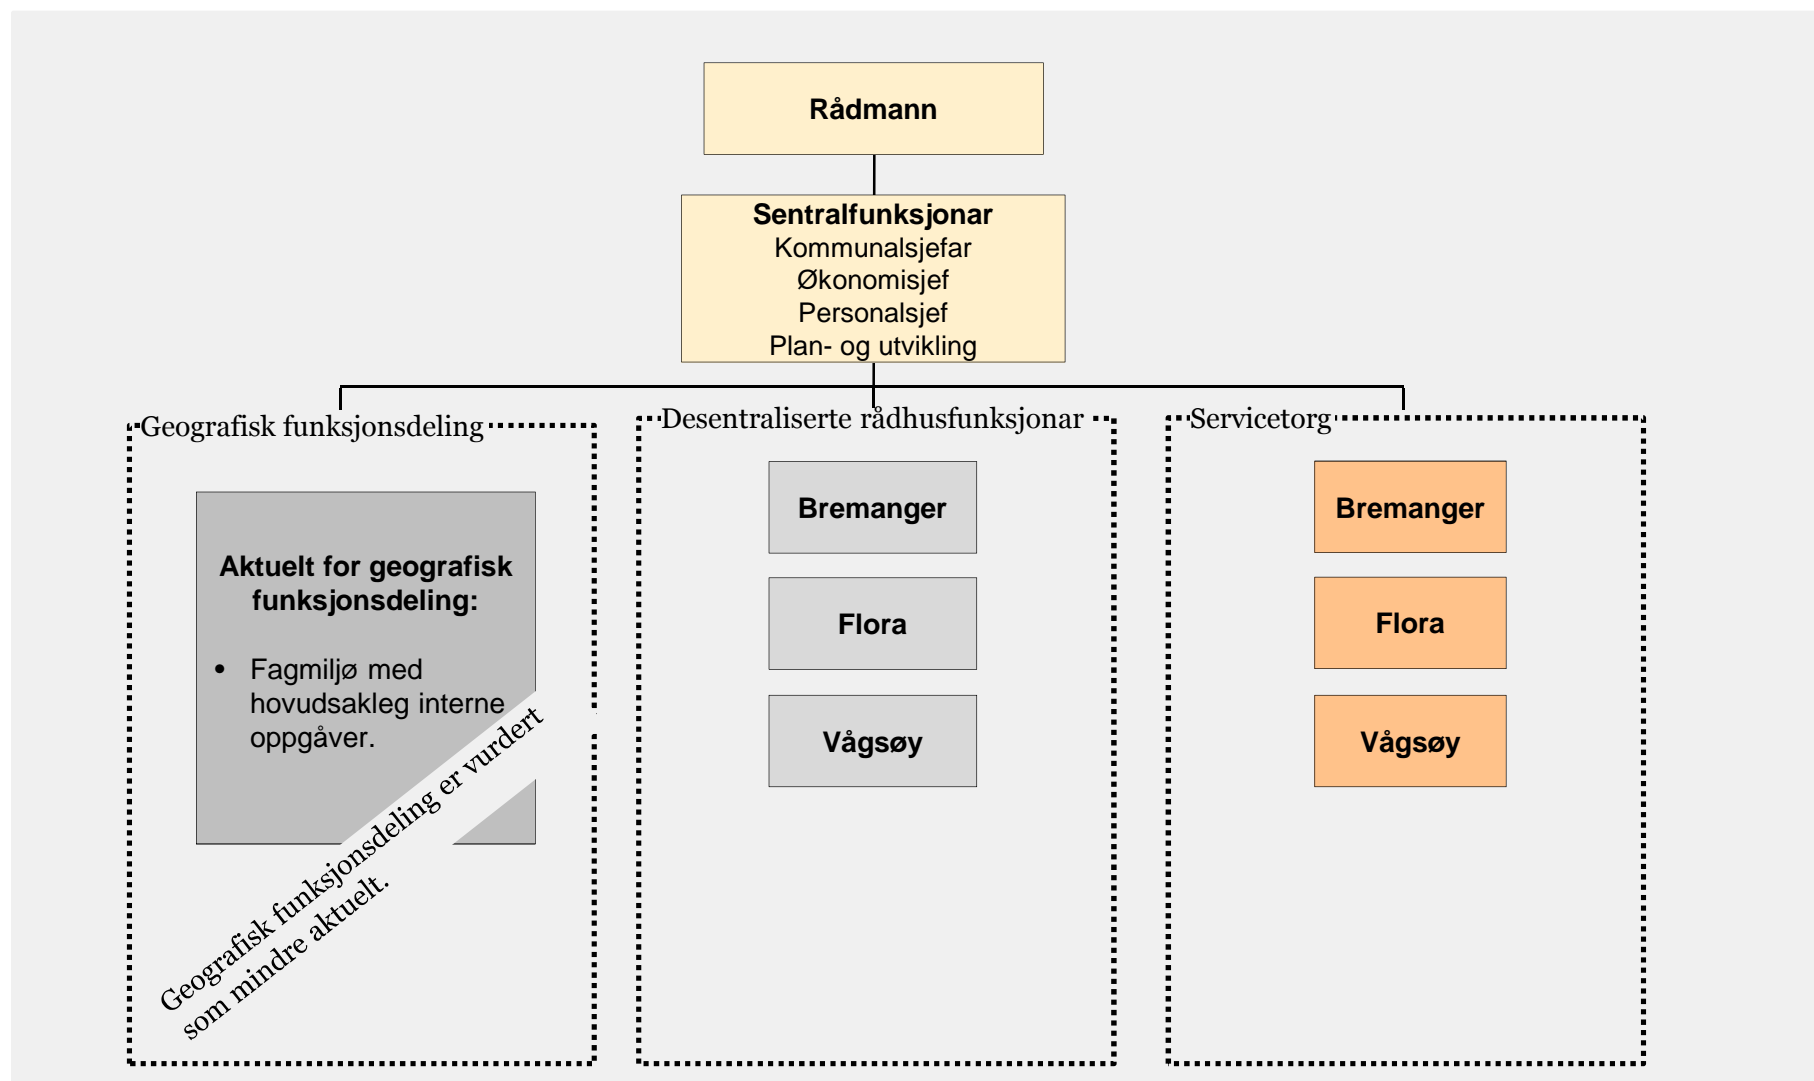 Rådmann
Sentralfunksjonar
Kommunalsjefar
Økonomisjef
Personalsjef
Plan- og utvikling
Geografisk funksjonsdeling
Aktuelt for geografisk
funksjonsdeling:
• Fagmiljø med
hovudsakleg interne
oppgåver.
Geografisk funksjonsdeling er vurdert
som mindre aktuelt.
Desentraliserte rådhusfunksjonar
Bremanger
Flora
Vågsøy
Servicetorg
Bremanger
Flora
Vågsøy